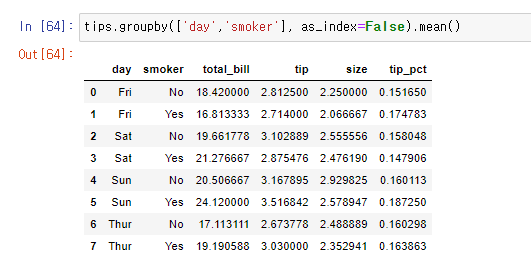 In [64]: tips.groupby(['day','smoker'], as_index=False).mean()
Out[64]:
day smoker total_bill tip size tip_pct
0 Fri No 18.420000 2.812500 2.250000 0.151650
1 Fri Yes 16.813333 2.714000 2.066667 0.174783
2 Sat No 19.661778 3.102889 2.555556 0.158048
3 Sat Yes 21.276667 2.875476 2.476190 0.147906
4 Sun No 20.506667 3.167895 2.929825 0.160113
5 Sun Yes 24.120000 3.516842 2.578947 0.187250
6 Thur No 17.113111 2.673778 2.488889 0.160298
7 Thur Yes 19.190588 3.030000 2.352941 0.163863